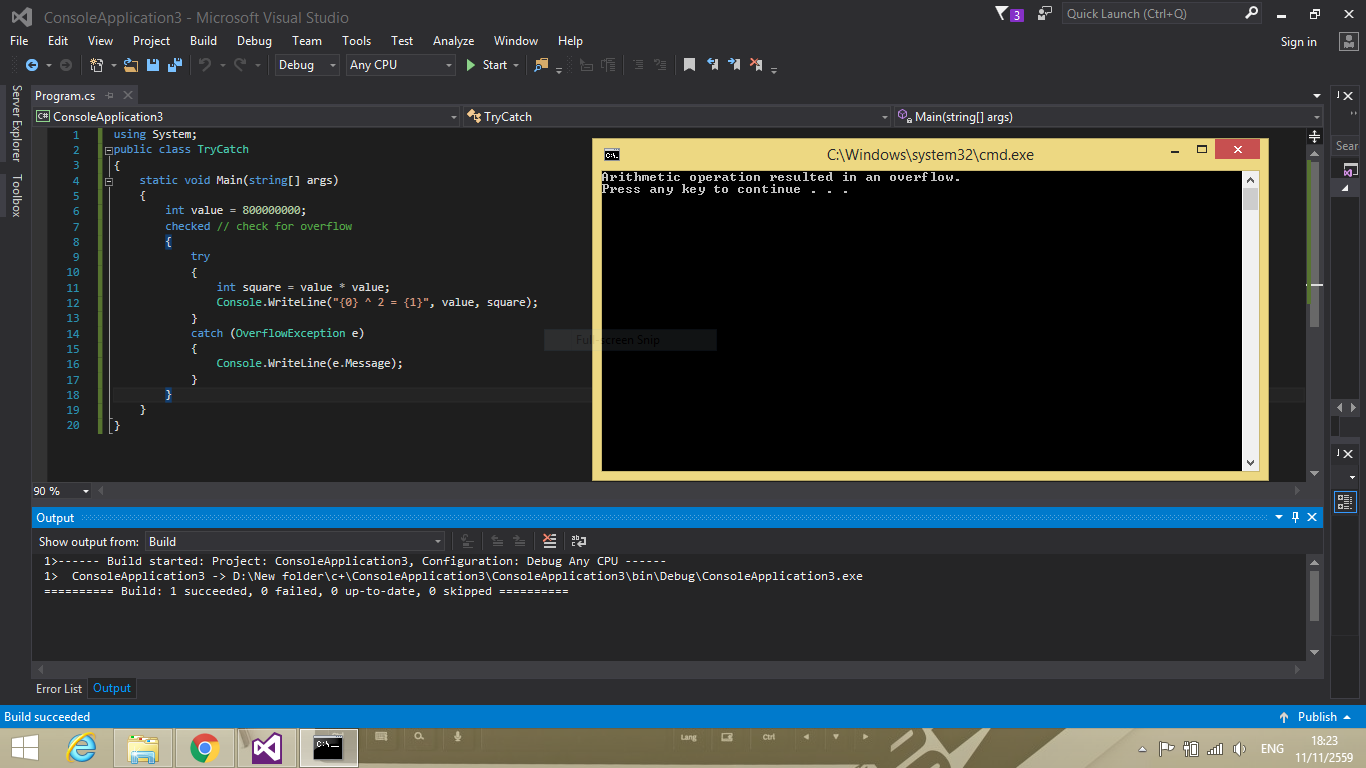 ConsoleApplication3 - Microsoft Visual Studio
3
Quick Launch (Ctrl+Q)
File Edit View Project Build Debug Team Tools Test Analyze Window Help
Sign in
Debug Any CPU Start
Server Explorer
Toolbox
Program.cs
C# ConsoleApplication3 TryCatch Main(string[] args)
1 using System;
2 public class TryCatch
3 {
4 static void Main(string[] args)
5 {
6 int value = 800000000;
7 checked // check for overflow
8 {
9 try
10 {
11 int square = value * value;
12 Console.WriteLine("{0} ^ 2 = {1}", value, square);
13 }
14 catch (OverflowException e)
15 {
16 Console.WriteLine(e.Message);
17 }
18 }
19 }
20 }
C:\Windows\system32\cmd.exe
Arithmetic operation resulted in an overflow.
Press any key to continue . . .
Full-screen Snip
Sear
90 %
Output
Show output from: Build
1>------ Build started: Project: ConsoleApplication3, Configuration: Debug Any CPU ------
1>  ConsoleApplication3 -> D:\New folder\c+\ConsoleApplication3\ConsoleApplication3\bin\Debug\ConsoleApplication3.exe
========== Build: 1 succeeded, 0 failed, 0 up-to-date, 0 skipped ==========
Error List Output
Build succeeded
Publish
C:\
Lang
Ctrl
ENG
18:23
11/11/2559